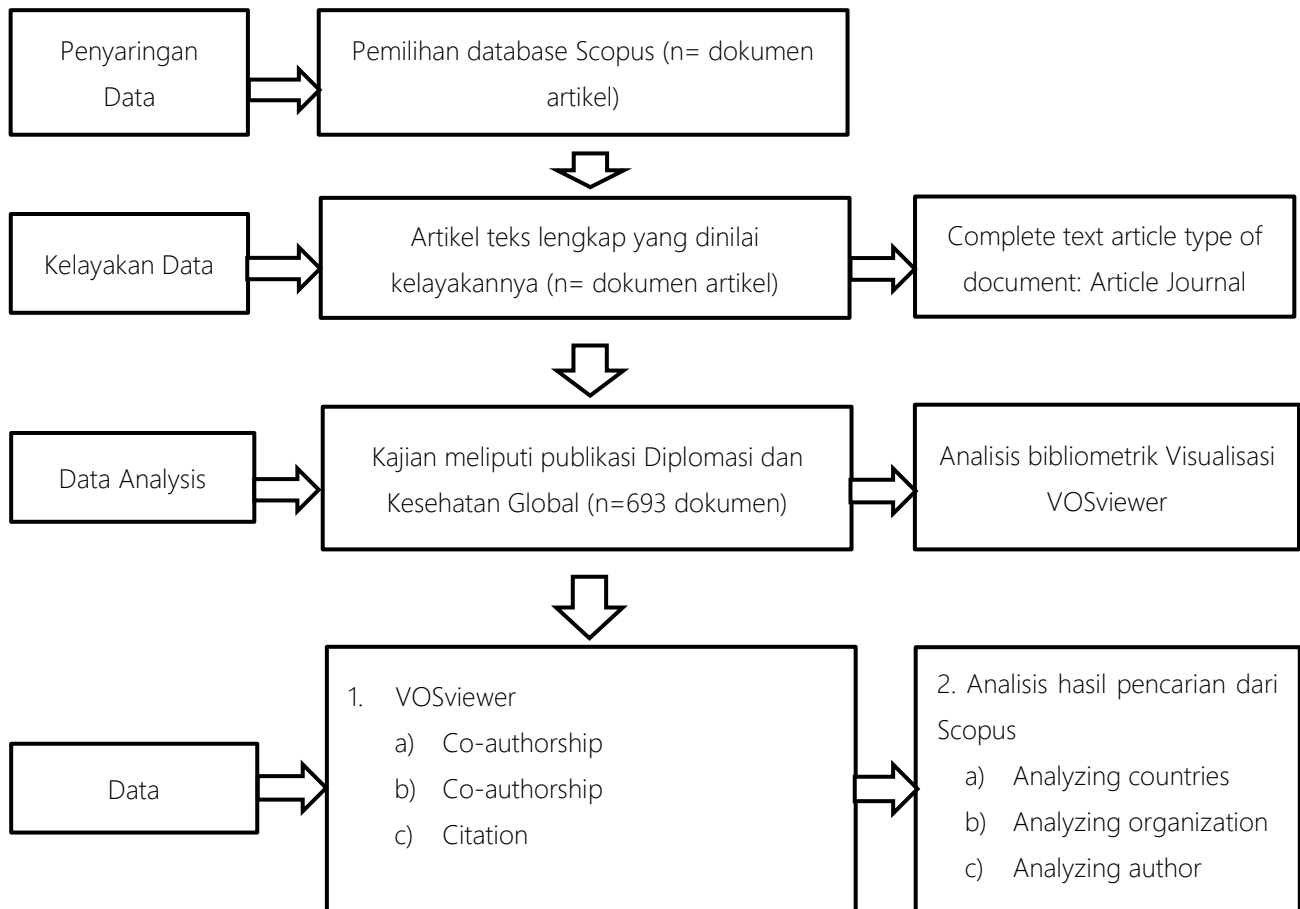 Penyaringan
Data
Pemilihan database Scopus (n= dokumen
artikel)
Kelayakan Data
Artikel teks lengkap yang dinilai
kelayakannya (n= dokumen artikel)
Complete text article type of
document: Article Journal
Data Analysis
Kajian meliputi publikasi Diplomasi dan
Kesehatan Global (n=693 dokumen)
Analisis bibliometrik Visualisasi
VOSviewer
Data
1. VOSviewer
a) Co-authorship
b) Co-authorship
c) Citation
2. Analisis hasil pencarian dari
Scopus
a) Analyzing countries
b) Analyzing organization
c) Analyzing author